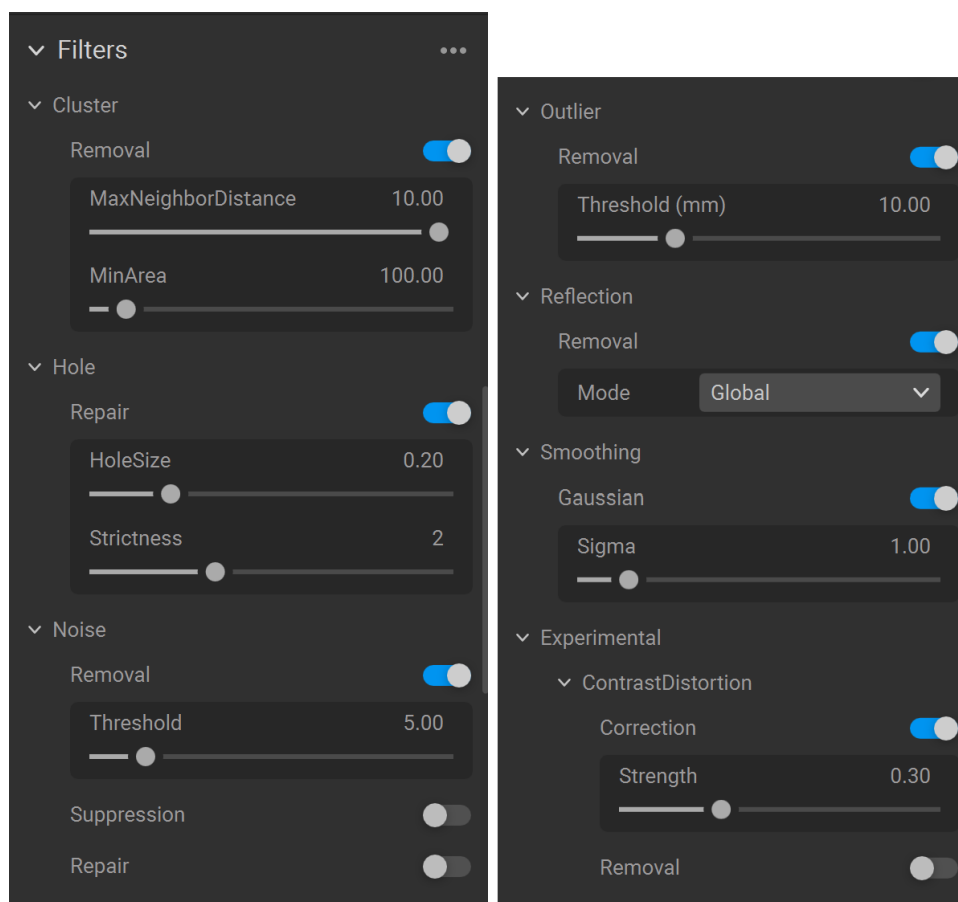 Filters
Cluster
Removal
MaxNeighborDistance 10.00
MinArea 100.00
Hole
Repair
HoleSize 0.20
Strictness 2
Noise
Removal
Threshold 5.00
Suppression
Repair
Outlier
Removal
Threshold (mm) 10.00
Reflection
Removal
Mode Global
Smoothing
Gaussian
Sigma 1.00
Experimental
ContrastDistortion
Correction
Strength 0.30
Removal